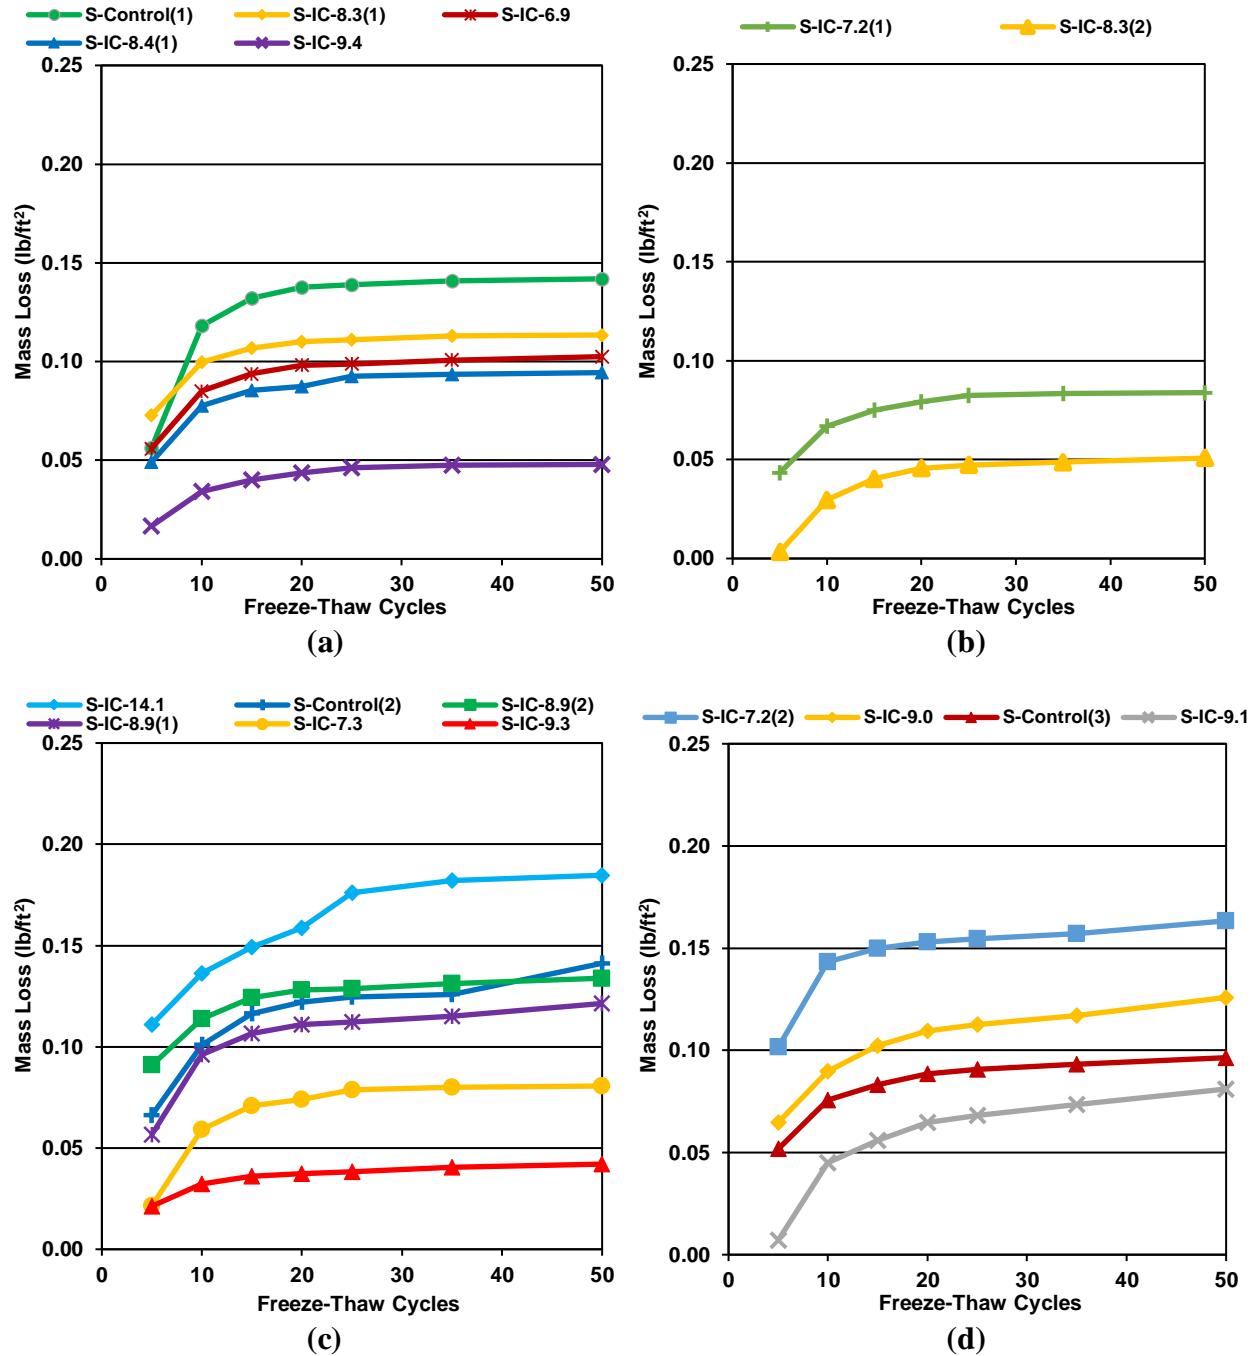 S-Control(1) S-IC-8.3(1) S-IC-6.9
S-IC-8.4(1) S-IC-9.4
0.25
0.20
0.15
0.10
0.05
0.00
Mass Loss (lb/ft²)
0 10 20 30 40 50
Freeze-Thaw Cycles
(a)
S-IC-7.2(1) S-IC-8.3(2)
0.25
0.20
0.15
0.10
0.05
0.00
Mass Loss (lb/ft²)
0 10 20 30 40 50
Freeze-Thaw Cycles
(b)
S-IC-14.1 S-Control(2) S-IC-8.9(2)
S-IC-8.9(1) S-IC-7.3 S-IC-9.3
0.25
0.20
0.15
0.10
0.05
0.00
Mass Loss (lb/ft²)
0 10 20 30 40 50
Freeze-Thaw Cycles
(c)
S-IC-7.2(2) S-IC-9.0 S-Control(3) S-IC-9.1
0.25
0.20
0.15
0.10
0.05
0.00
Mass Loss (lb/ft²)
0 10 20 30 40 50
Freeze-Thaw Cycles
(d)